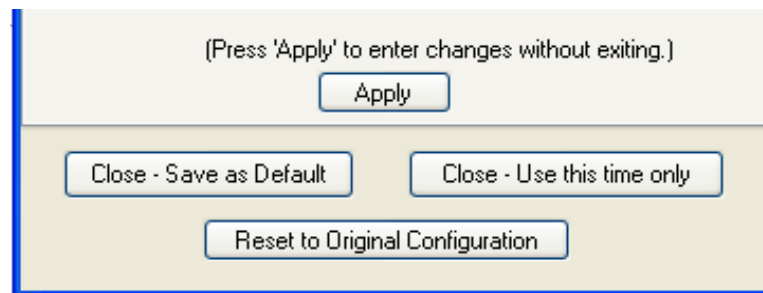 (Press 'Apply' to enter changes without exiting.)
Apply
Close - Save as Default
Close - Use this time only
Reset to Original Configuration